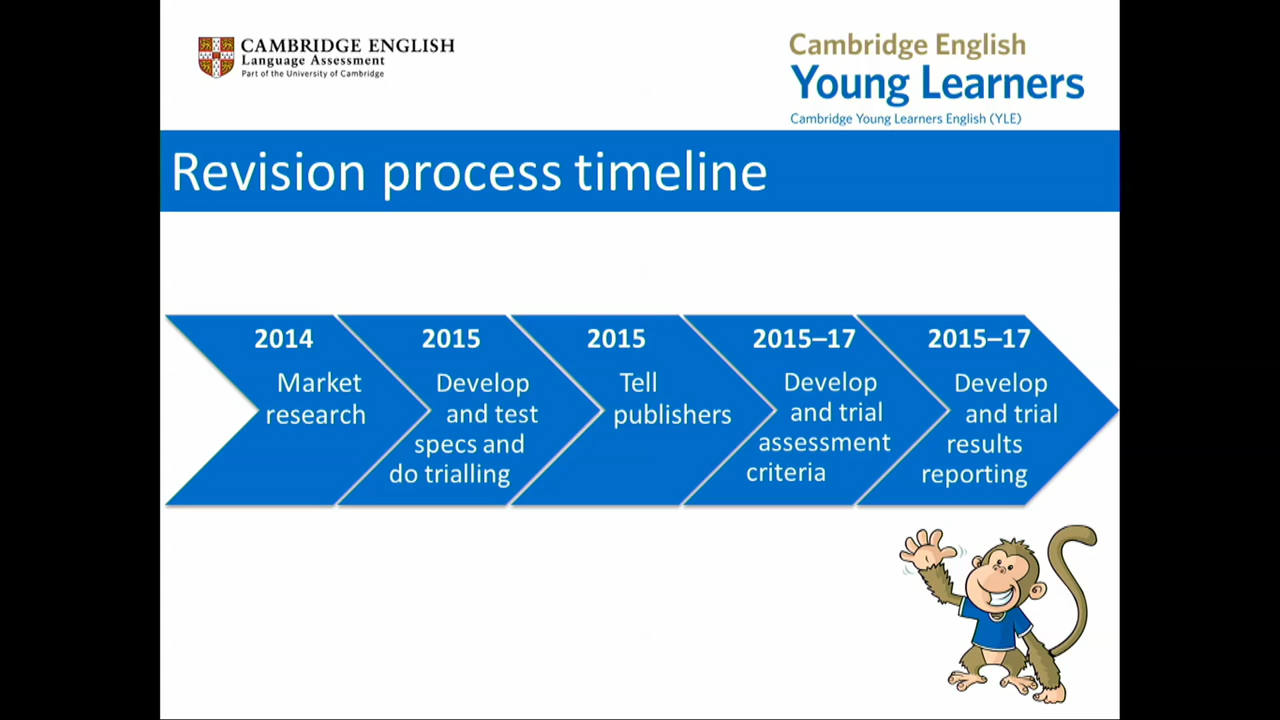 CAMBRIDGE ENGLISH
Language Assessment
Part of the University of Cambridge
Cambridge English
Young Learners
Cambridge Young Learners English (YLE)
Revision process timeline
2014
Market
research
2015
Develop
and test
specs and
do trialling
2015
Tell
publishers
2015–17
Develop
and trial
assessment
criteria
2015–17
Develop
and trial
results
reporting